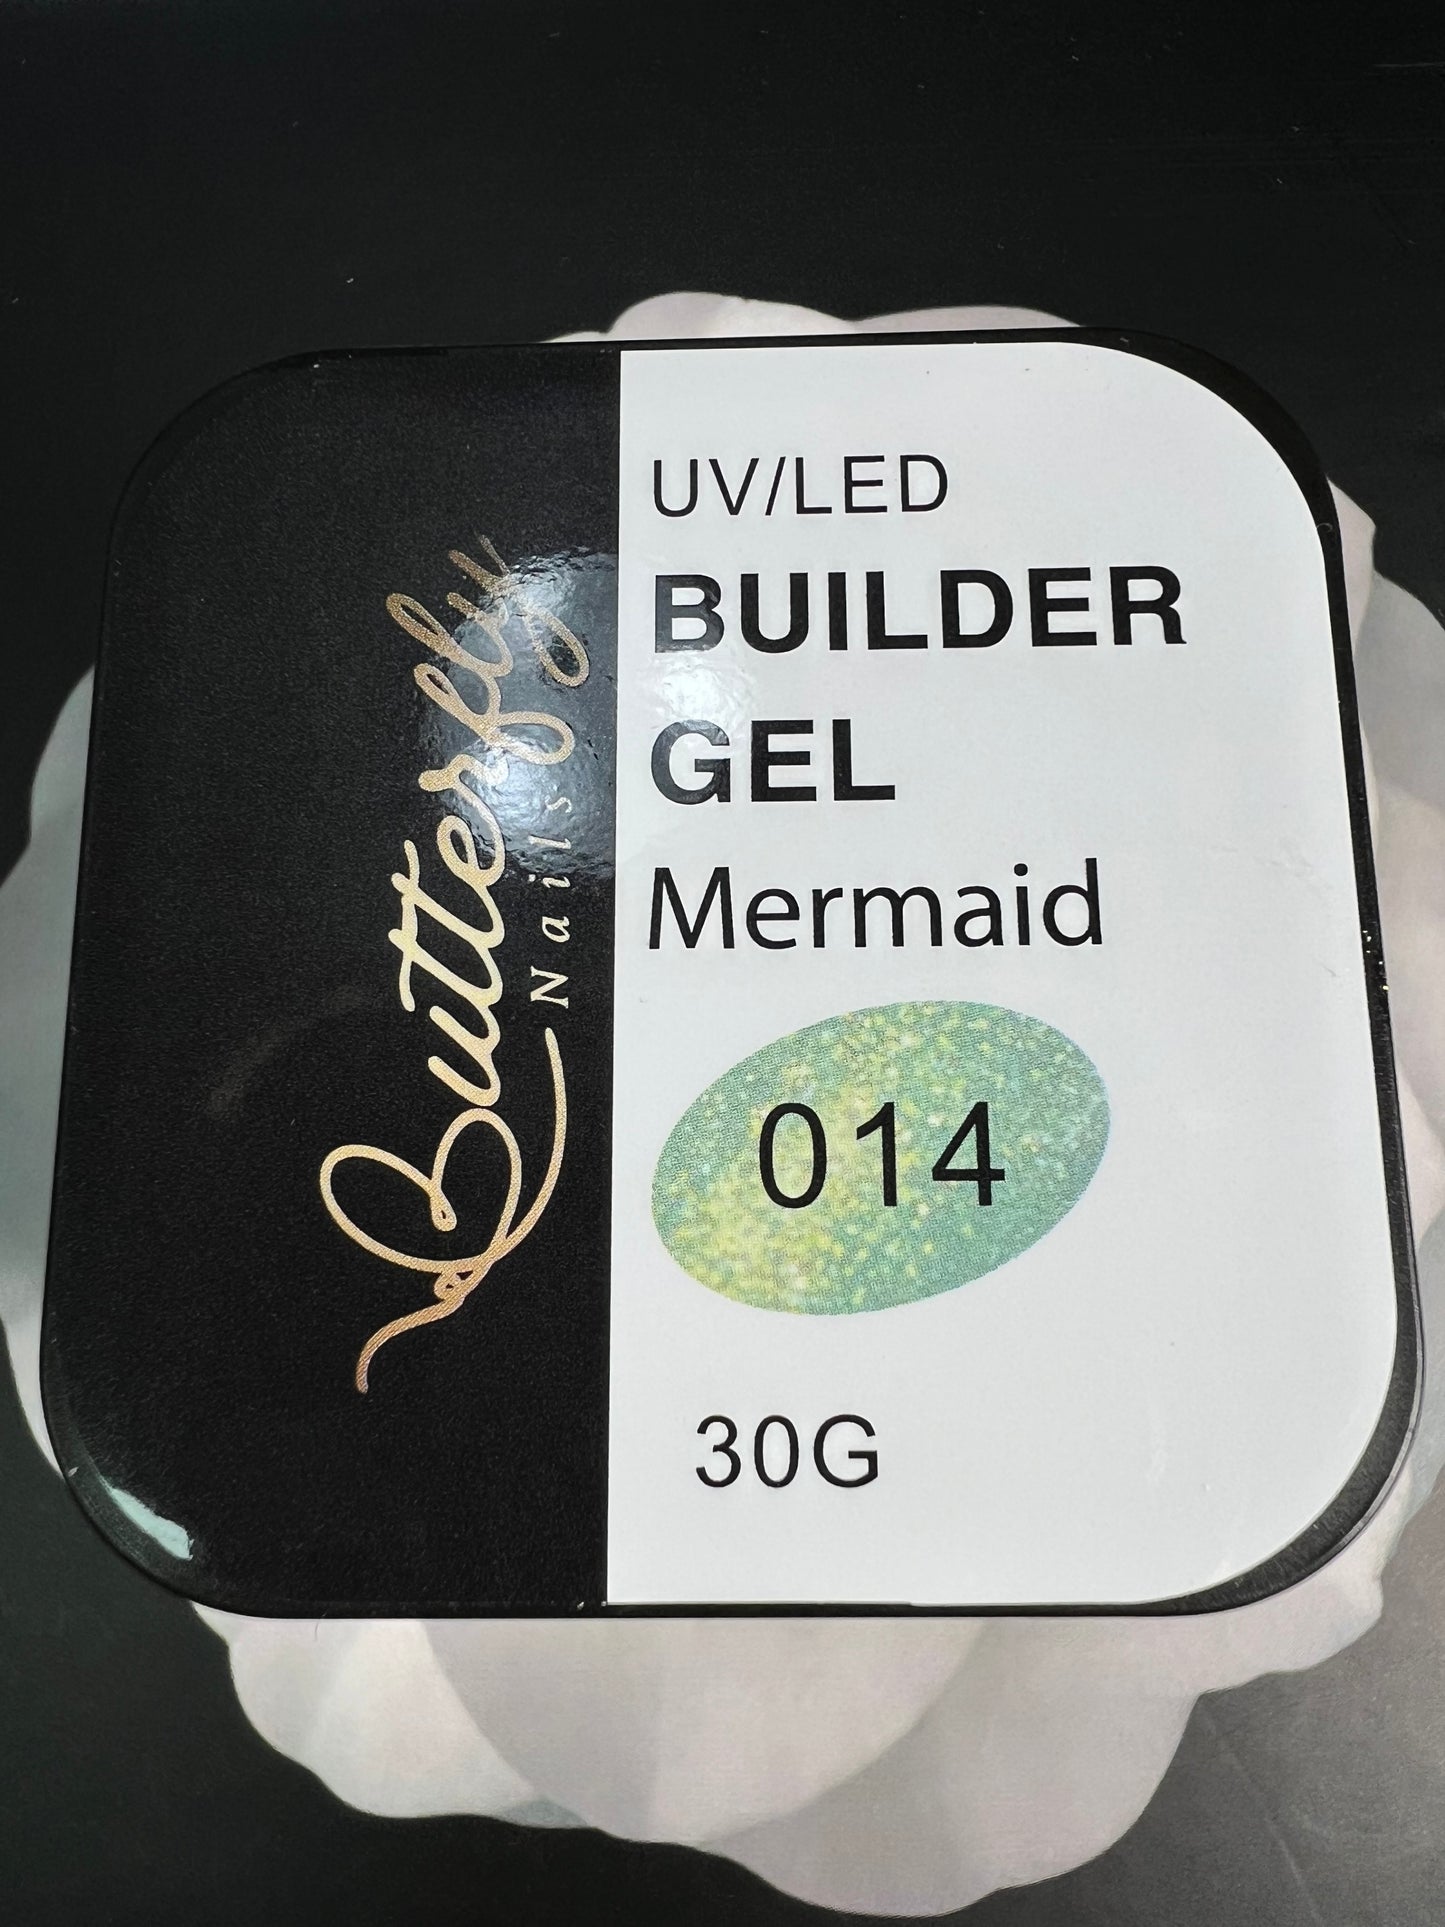 Butterfly
Nails
UV/LED
BUILDER
GEL
Mermaid
014
30G